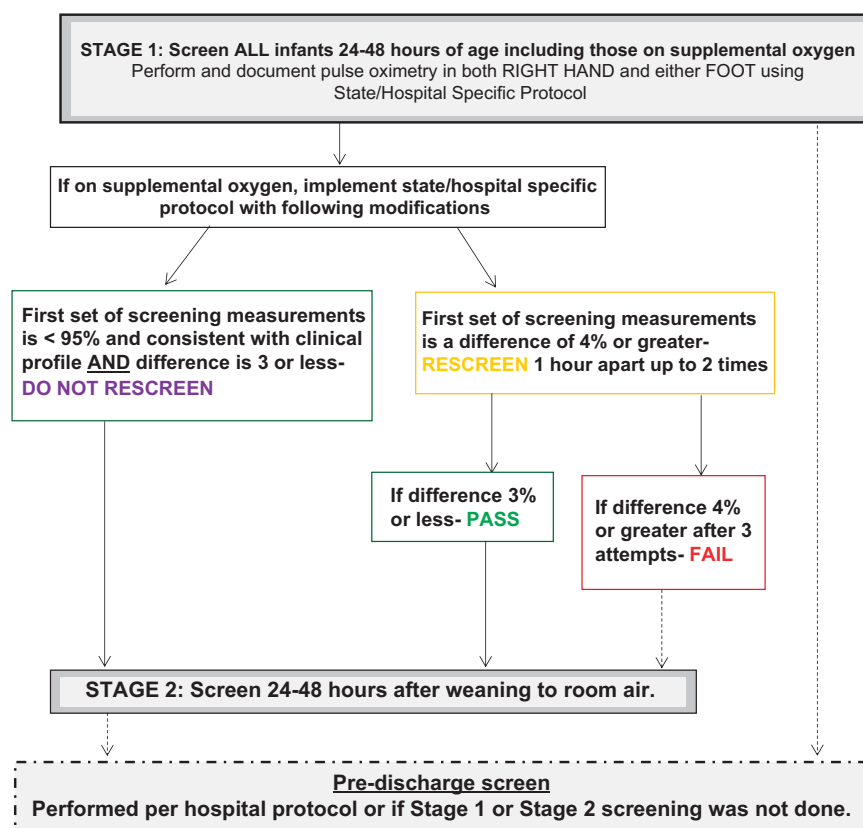 STAGE 1: Screen ALL infants 24-48 hours of age including those on supplemental oxygen
Perform and document pulse oximetry in both RIGHT HAND and either FOOT using
State/Hospital Specific Protocol
If on supplemental oxygen, implement state/hospital specific
protocol with following modifications
First set of screening measurements
is < 95% and consistent with clinical
profile AND difference is 3 or less-
DO NOT RESCREEN
First set of screening measurements
is a difference of 4% or greater-
RESCREEN 1 hour apart up to 2 times
If difference 3%
or less- PASS
If difference 4%
or greater after 3
attempts- FAIL
STAGE 2: Screen 24-48 hours after weaning to room air.
Pre-discharge screen
Performed per hospital protocol or if Stage 1 or Stage 2 screening was not done.